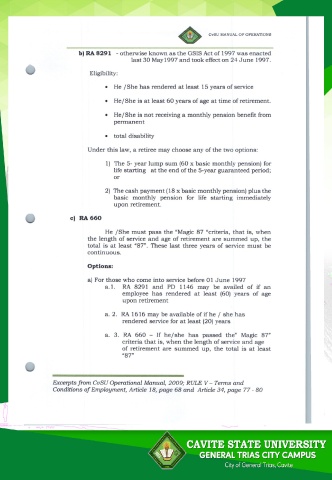 CvSU MANUAL OF OPERATIONS
b) RA 8291 - otherwise known as the GSIS Act of 1997 was enacted
last 30 May1997 and took effect on 24 June 1997.
Eligibility:
• He /She has rendered at least 15 years of service
• He/She is at least 60 years of age at time of retirement.
• He/She is not receiving a monthly pension benefit from
permanent
• total disability
Under this law, a retiree may choose any of the two options:
1) The 5- year lump sum (60 x basic monthly pension) for
life starting at the end of the 5-year guaranteed period;
or
2) The cash payment (18 x basic monthly pension) plus the
basic monthly pension for life starting immediately
upon retirement.
c) RA 660
He /She must pass the "Magic 87 "criteria, that is, when
the length of service and age of retirement are summed up, the
total is at least "87". These last three years of service must be
continuous.
Options:
a) For those who come into service before 01 June 1997
a.1. RA 8291 and PD 1146 may be availed of if an
employee has rendered at least (60) years of age
upon retirement
a. 2. RA 1616 may be available of if he / she has
rendered service for at least (20) years
a. 3. RA 660 – If he/she has passed the" Magic 87"
criteria that is, when the length of service and age
of retirement are summed up, the total is at least
"87"
Excerpts from CvSU Operational Manual, 2009; RULE V – Terms and
Conditions of Employment, Article 18, page 68 and Article 34, page 77 - 80
CAVITE STATE UNIVERSITY
GENERAL TRIAS CITY CAMPUS
City of General Trias, Cavite